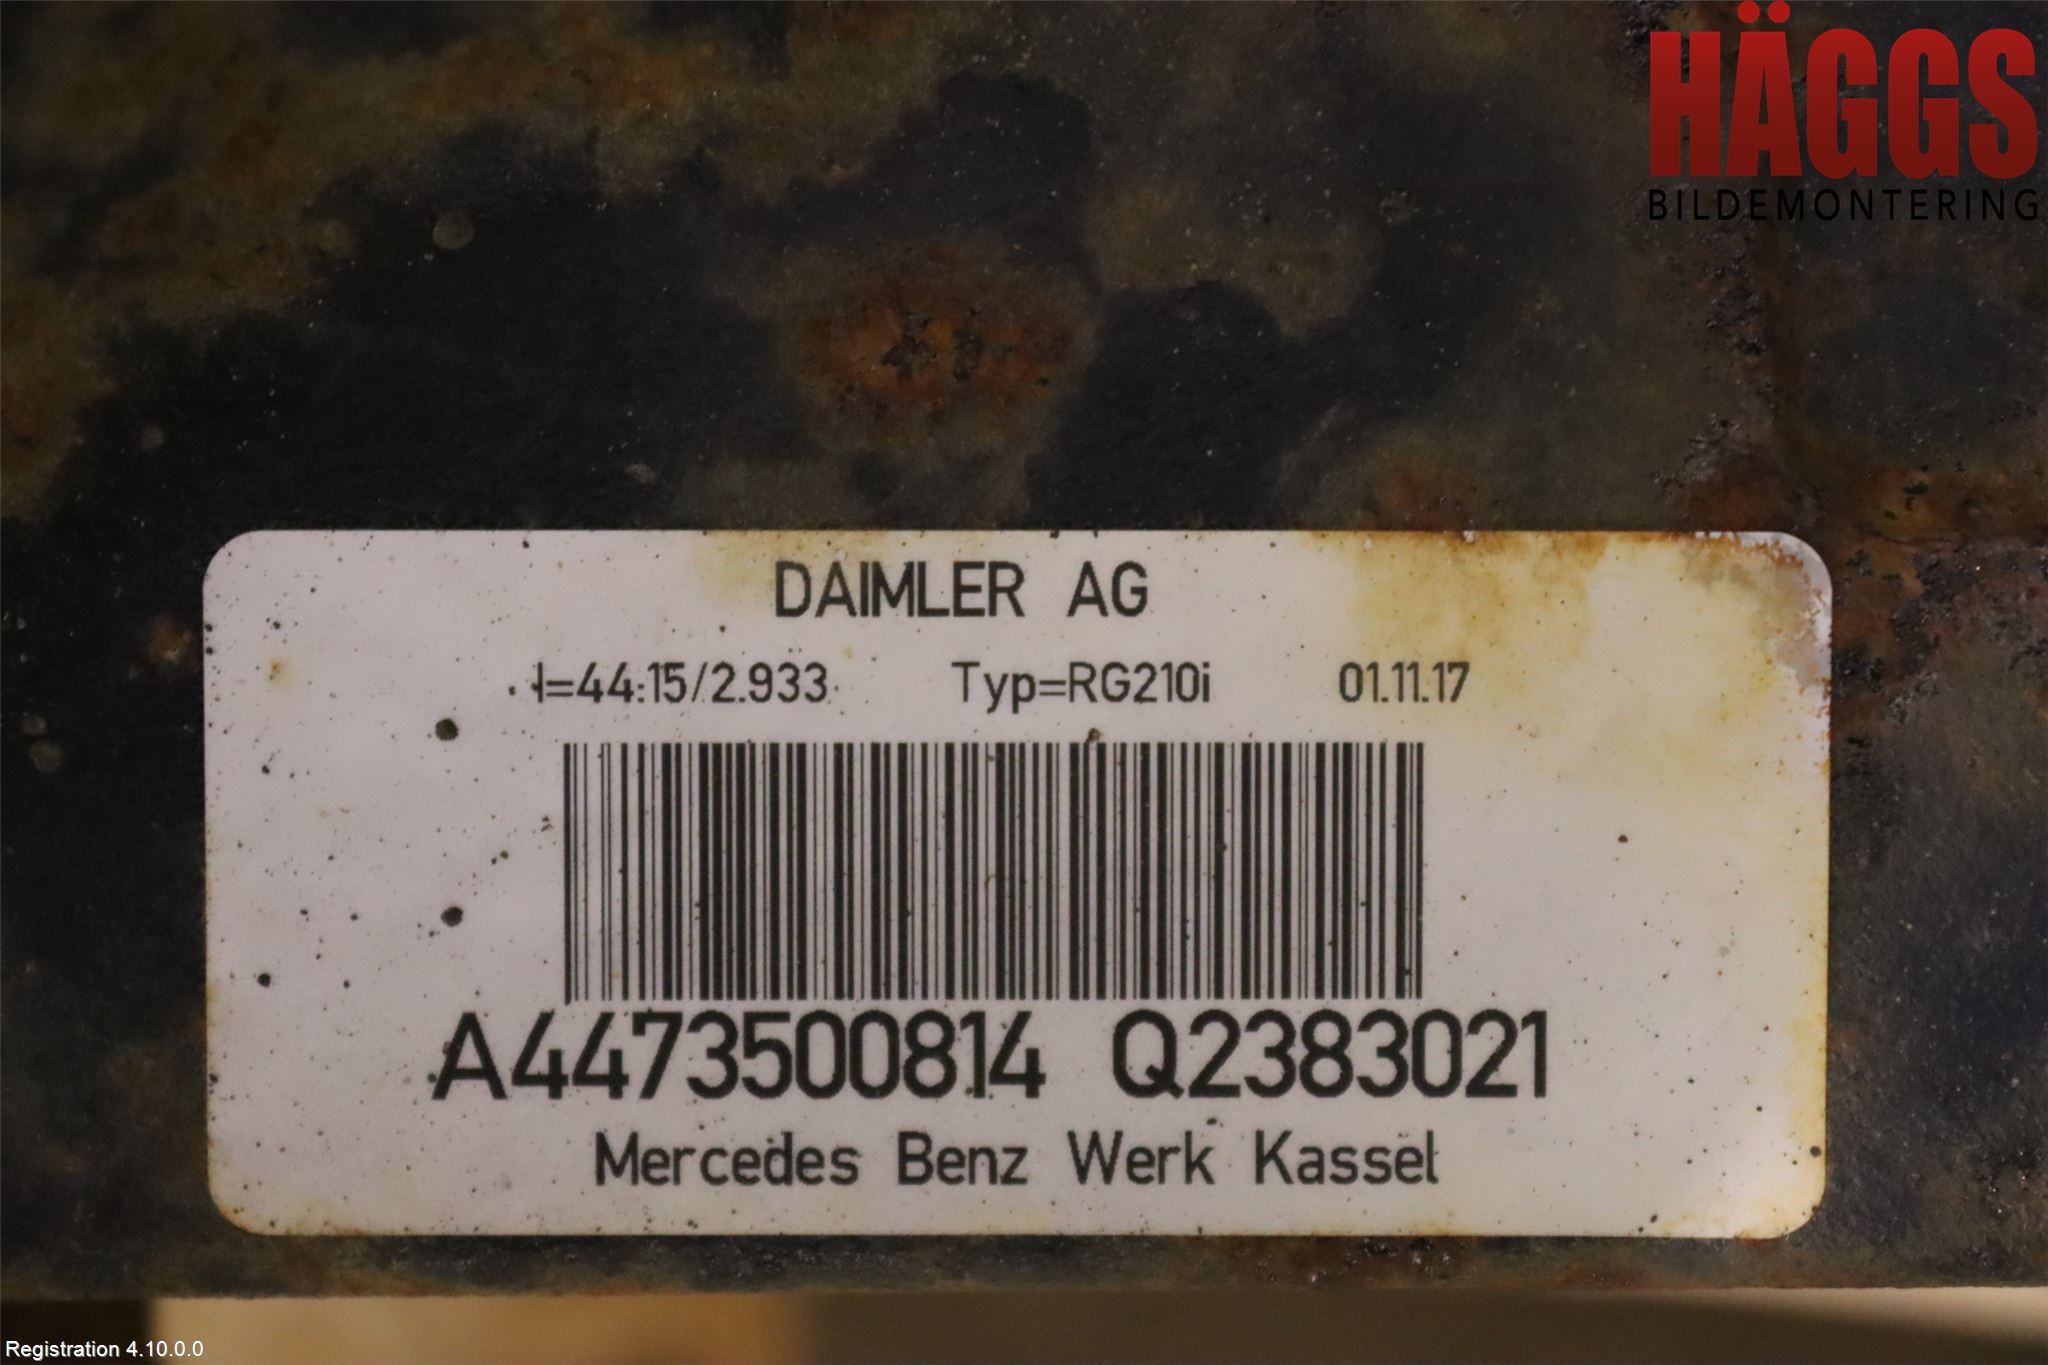 HÄGGS
BILDEMONTERING
DAIMLER AG
I=44:15/2.933 Typ=RG210i 01.11.17
A4473500814 Q2383021
Mercedes Benz Werk Kassel
Registration 4.10.0.0